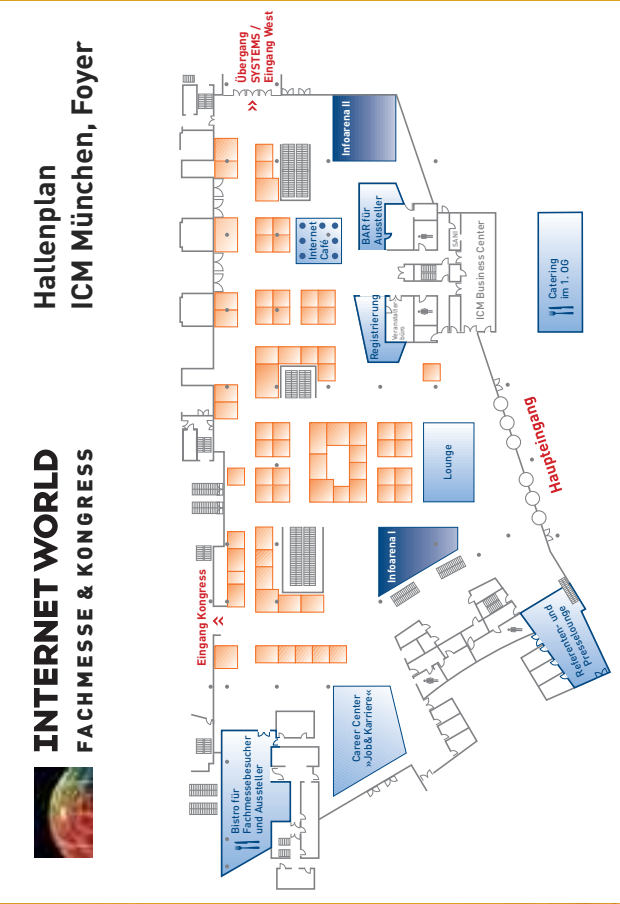 INTERNET WORLD
FACHMESSE & KONGRESS
Hallenplan
ICM München, Foyer
Übergang
SYSTEMS /
Eingang West
Eingang Kongress
Infoarena II
BAR für
Aussteller
Internet
Café
SANI
ICM Business Center
Catering
im 1. OG
Registrierung
Veranstalter
büro
Lounge
Haupteingang
Infoarena I
Referenten- und
Presselounge
Career Center
»Job& Karriere«
Bistro für
Fachmessebesucher
und Aussteller